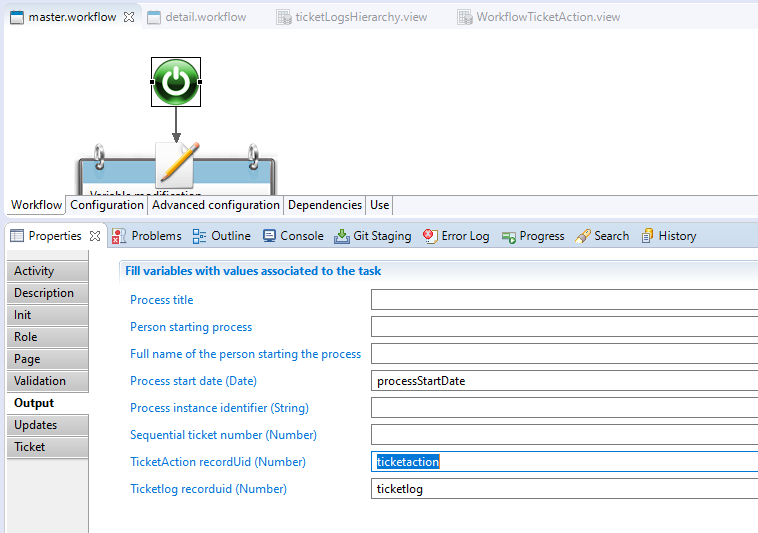 master.workflow
detail.workflow
ticketLogsHierarchy.view
WorkflowTicketAction.view
Variable modification
Workflow
Configuration
Advanced configuration
Dependencies
Use
Properties
Problems
Outline
Console
Git Staging
Error Log
Progress
Search
History
Activity
Description
Init
Role
Page
Validation
Output
Updates
Ticket
Fill variables with values associated to the task
Process title
Person starting process
Full name of the person starting the process
Process start date (Date)
processStartDate
Process instance identifier (String)
Sequential ticket number (Number)
TicketAction recordUid (Number)
ticketaction
Ticketlog recorduid (Number)
ticketlog